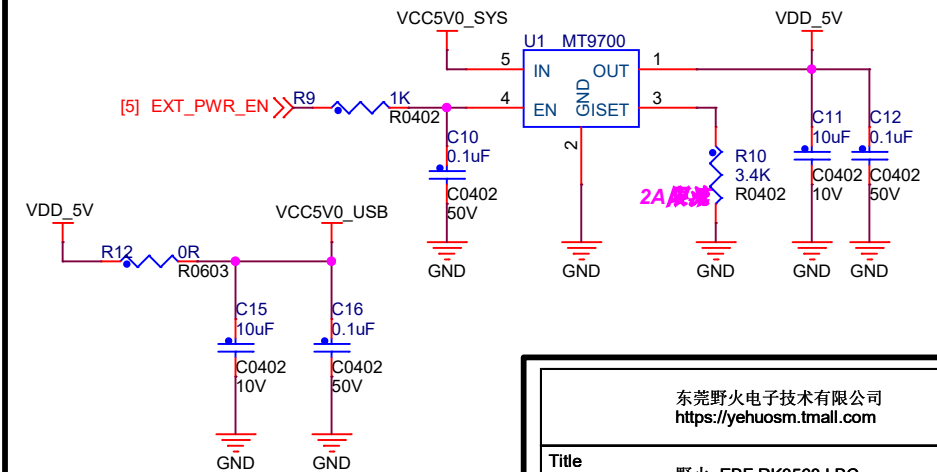 VCC5V0_SYS
VDD_5V
U1 MT9700
5 IN OUT 1
[5] EXT_PWR_EN R9 1K R0402
4 EN GND ISET 3
2
C10
0.1uF
C0402
50V
R10
3.4K
R0402
2A限流
C11
10uF
C0402
10V
C12
0.1uF
C0402
50V
GND
GND
GND
GND
GND
VDD_5V
VCC5V0_USB
R12 0R
R0603
C15
10uF
C0402
10V
C16
0.1uF
C0402
50V
GND
GND
东莞野火电子技术有限公司
https://yehuosm.tmall.com
Title